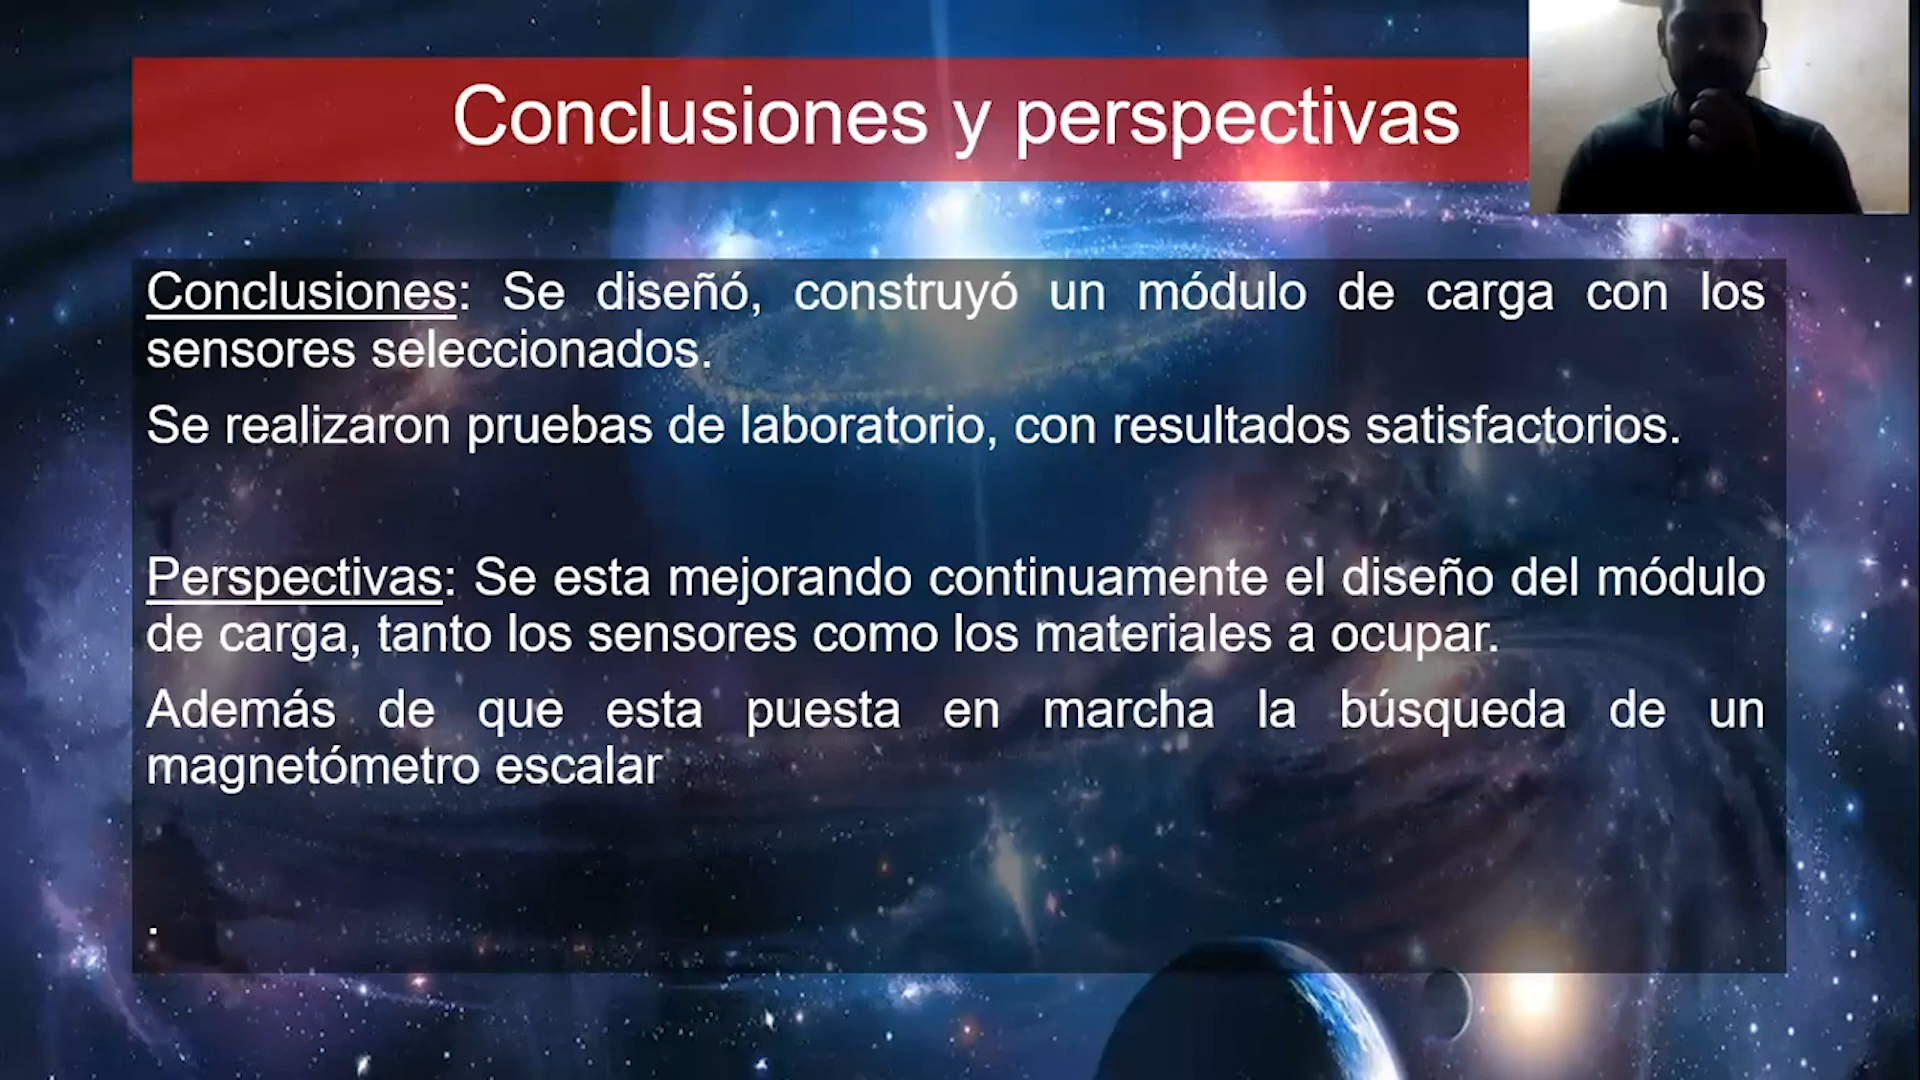 Conclusiones y perspectivas
Conclusiones: Se diseñó, construyó un módulo de carga con los
sensores seleccionados.
Se realizaron pruebas de laboratorio, con resultados satisfactorios.
Perspectivas: Se esta mejorando continuamente el diseño del módulo
de carga, tanto los sensores como los materiales a ocupar.
Además de que esta puesta en marcha la búsqueda de un
magnetómetro escalar
.